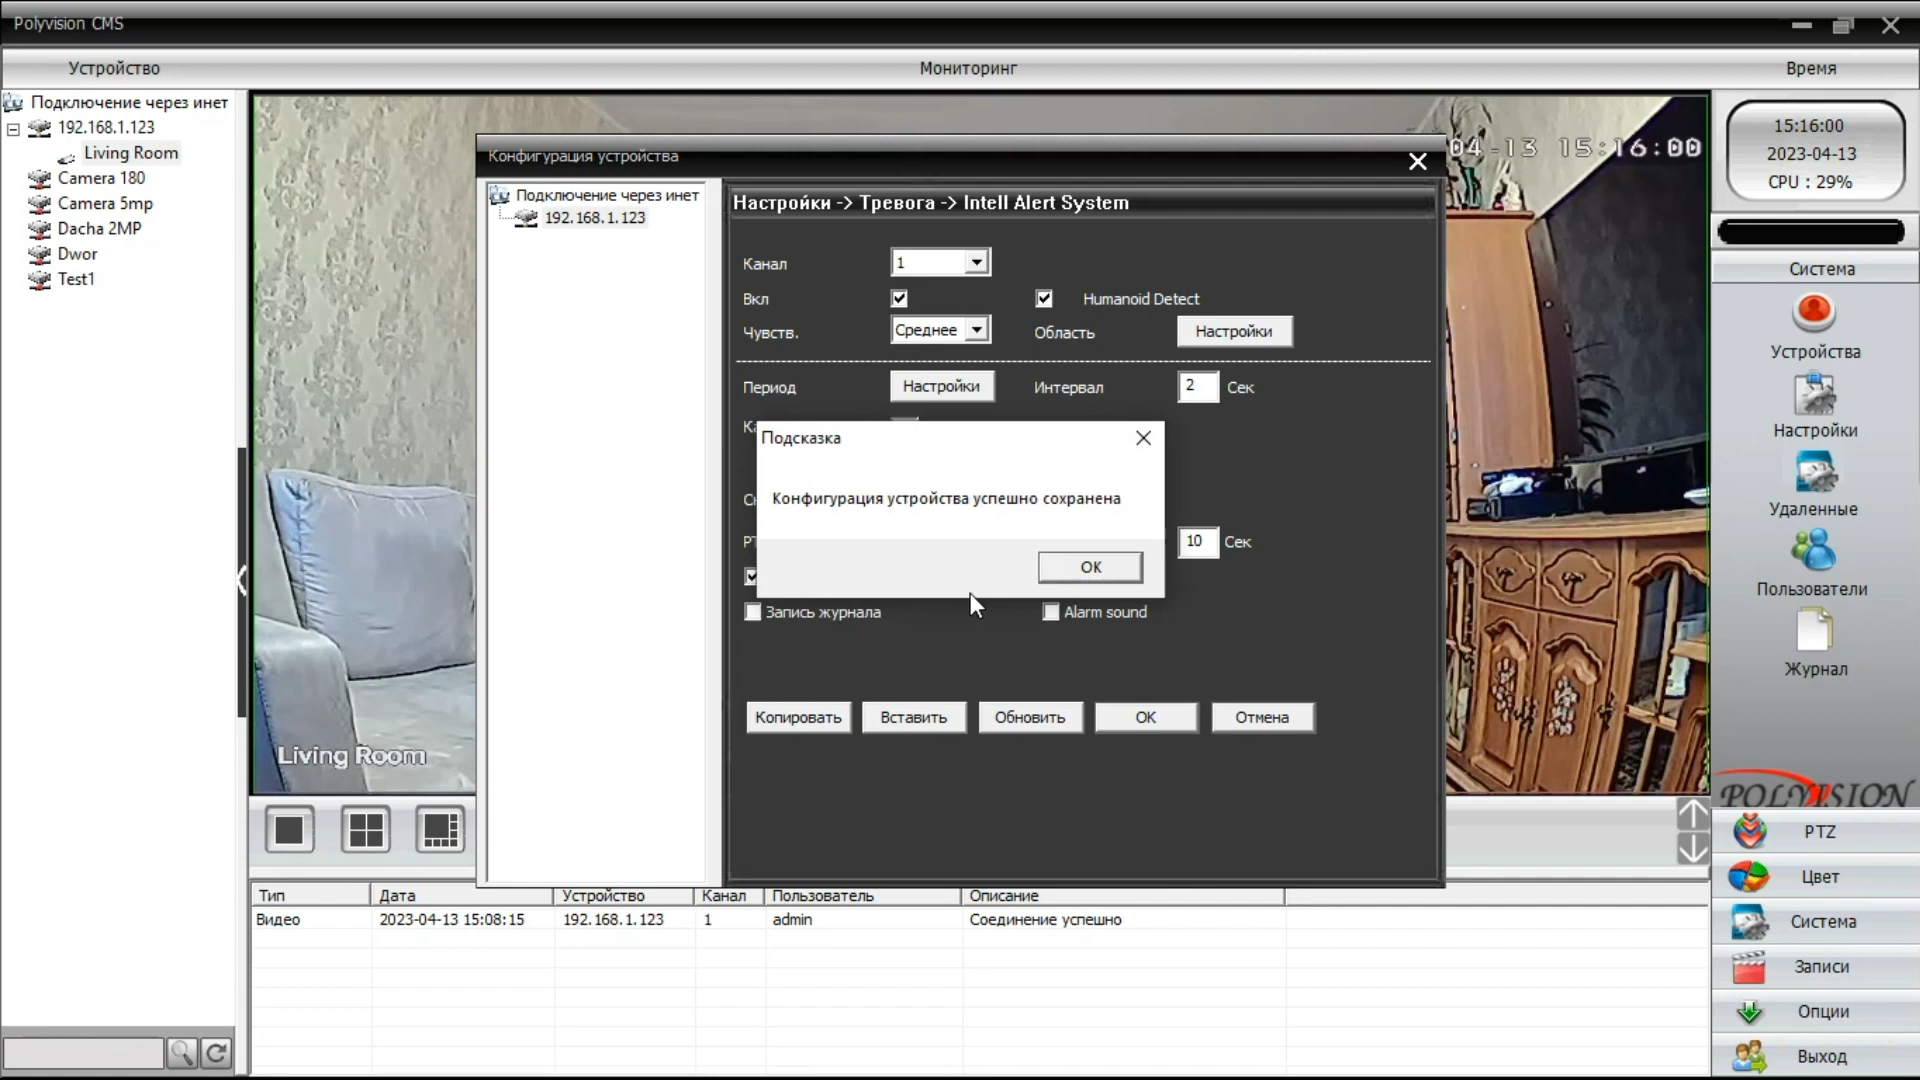 Polyvision CMS
Устройство
Мониторинг
Время
Подключение через инет
192.168.1.123
Living Room
Camera 180
Camera 5mp
Dacha 2MP
Dwor
Test1
04-13 15:16:00
Living Room
Конфигурация устройства
Подключение через инет
192.168.1.123
Настройки -> Тревога -> Intell Alert System
Канал 1
Вкл Humanoid Detect
Чувств. Среднее Область Настройки
Период Настройки Интервал 2 Сек
Подсказка
Конфигурация устройства успешно сохранена
OK
10 Сек
Запись журнала Alarm sound
Копировать Вставить Обновить OK Отмена
15:16:00
2023-04-13
CPU : 29%
Система
Устройства
Настройки
Удаленные
Пользователи
Журнал
POLYVISION
PTZ
Цвет
Система
Записи
Опции
Выход
Тип Дата Устройство Канал Пользователь Описание
Видео 2023-04-13 15:08:15 192.168.1.123 1 admin Соединение успешно